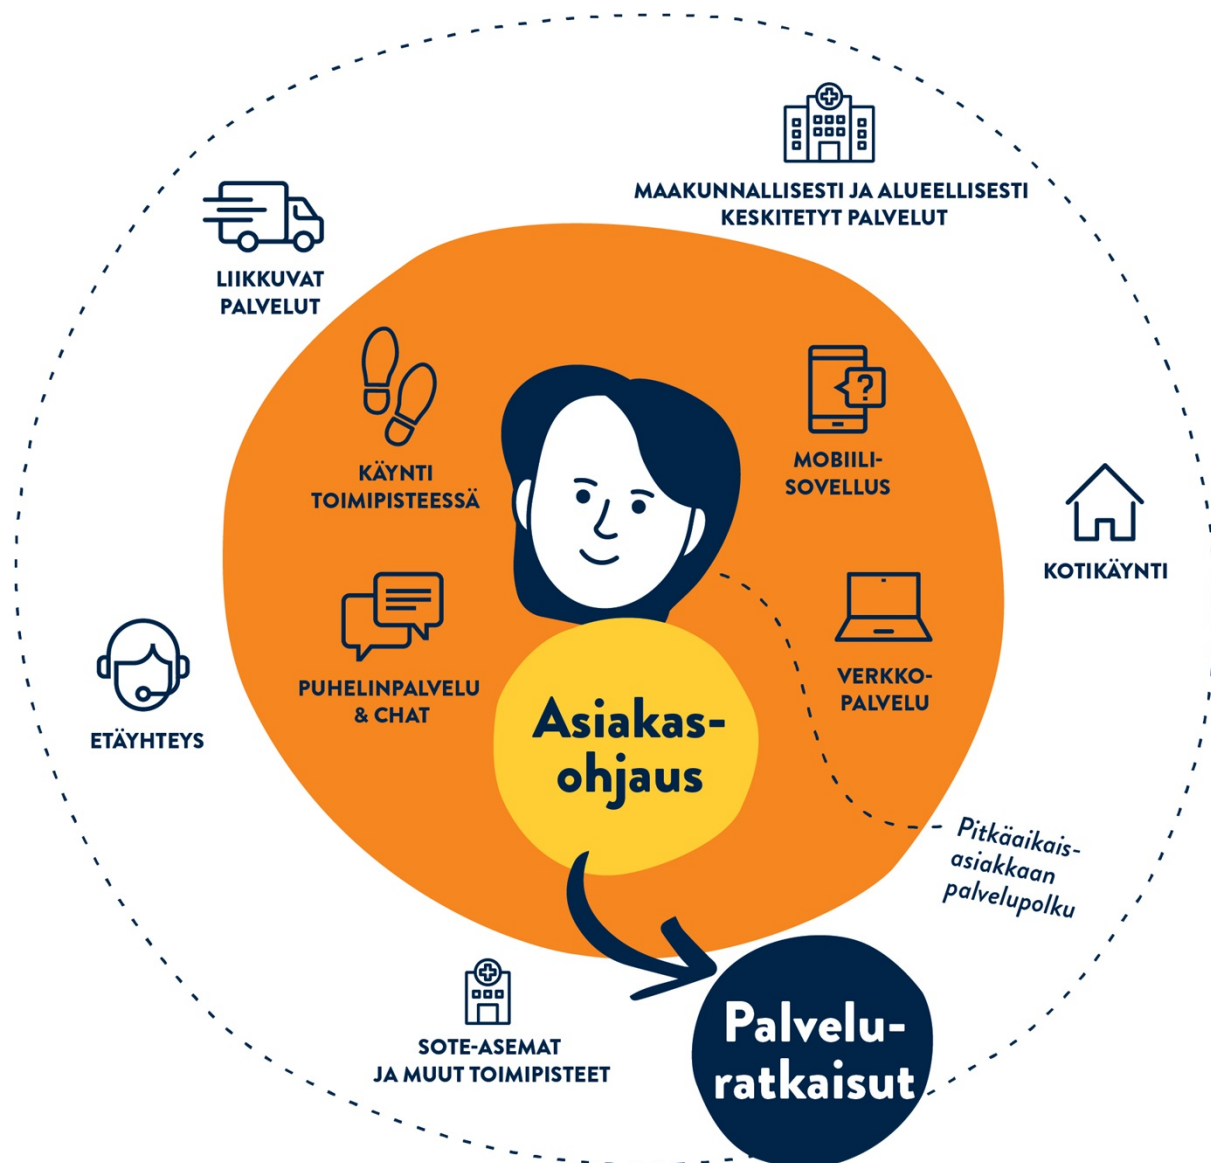 MAAKUNNALLISESTI JA ALUEELLISESTI
KESKITETYT PALVELUT
LIIKKUVAT
PALVELUT
KÄYNTI
TOIMIPISTEESSÄ
?
MOBIILI-
SOVELLUS
KOTIKÄYNTI
PUHELINPALVELU
& CHAT
VERKKO-
PALVELU
ETÄYHTEYS
Asiakas-
ohjaus
Pitkäaikais-
asiakkaan
palvelupolku
SOTE-ASEMAT
JA MUUT TOIMIPISTEET
Palvelu-
ratkaisut